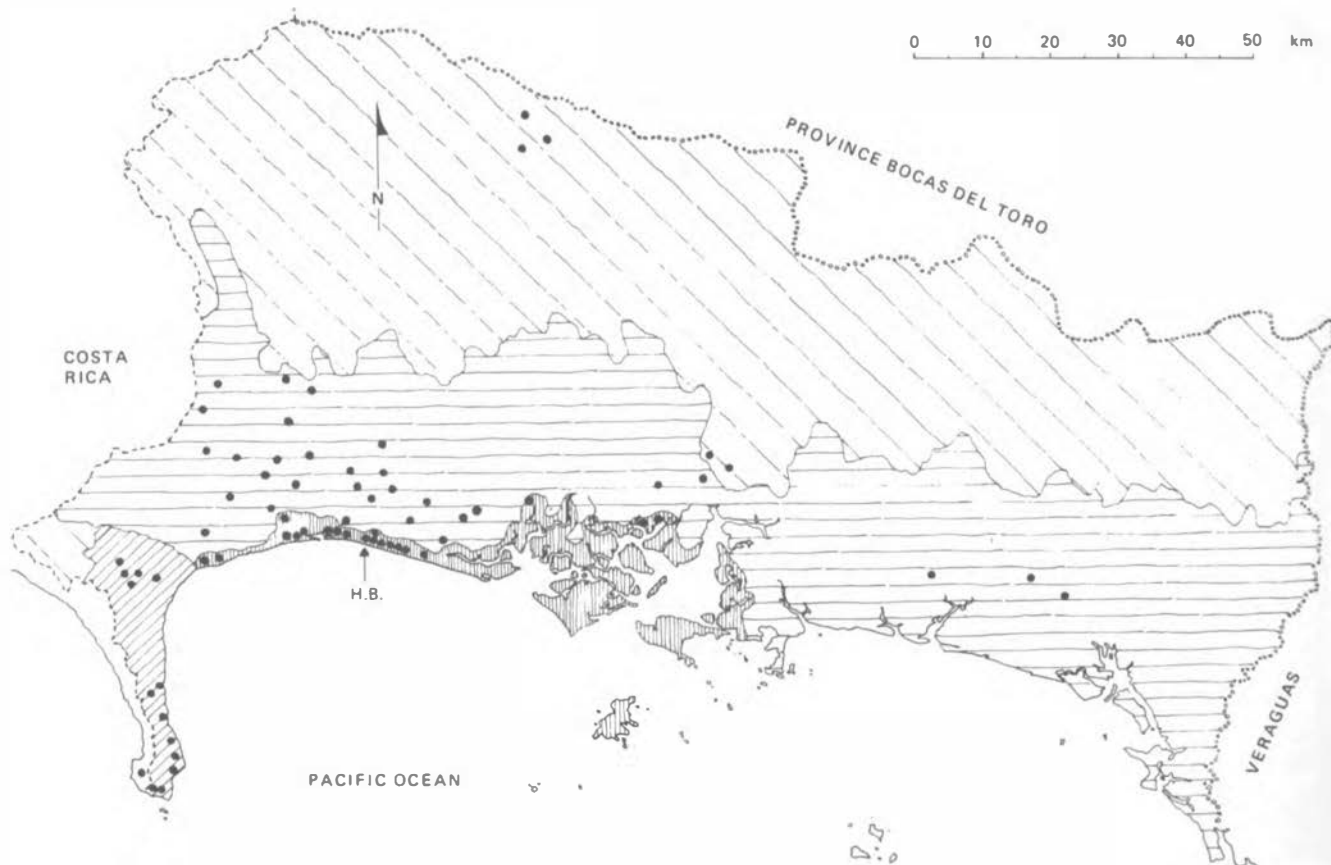 0 10 20 30 40 50 km
PROVINCE BOCAS DEL TORO
N
COSTA
RICA
H.B.
VERAGUAS
PACIFIC OCEAN